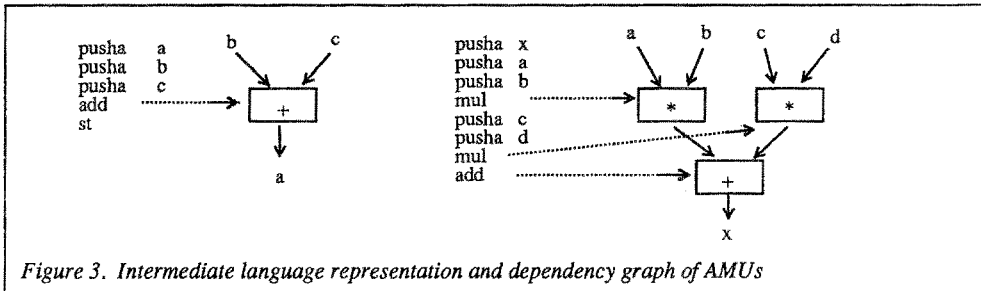 pusha a
pusha b
pusha c
add
st
b c
+
a
pusha x
pusha a
pusha b
mul
pusha c
pusha d
mul
add
a b c d
* *
+
x
Figure 3. Intermediate language representation and dependency graph of AMUs